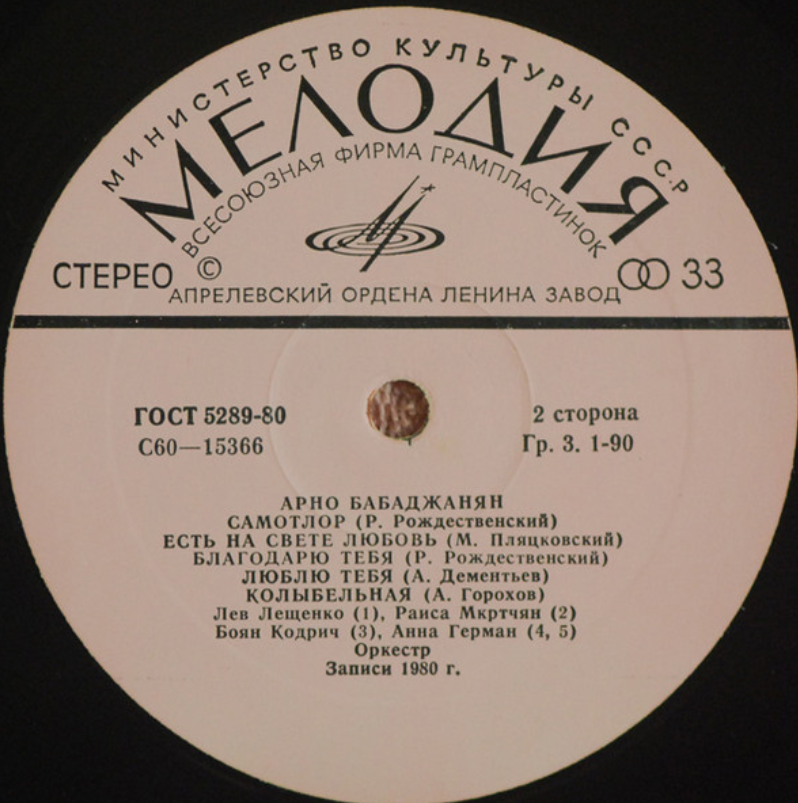 МИНИСТЕРСТВО КУЛЬТУРЫ СССР
МЕЛОДИЯ
ВСЕСОЮЗНАЯ ФИРМА ГРАМПЛАСТИНОК
СТЕРЕО © 33
АПРЕЛЕВСКИЙ ОРДЕНА ЛЕНИНА ЗАВОД
ГОСТ 5289-80 2 сторона
С60—15366 Гр. 3. 1-90
АРНО БАБАДЖАНЯН
САМОТЛОР (Р. Рождественский)
ЕСТЬ НА СВЕТЕ ЛЮБОВЬ (М. Пляцковский)
БЛАГОДАРЮ ТЕБЯ (Р. Рождественский)
ЛЮБЛЮ ТЕБЯ (А. Дементьев)
КОЛЫБЕЛЬНАЯ (А. Горохов)
Лев Лещенко (1), Раиса Мкртчян (2)
Боян Кодрич (3), Анна Герман (4, 5)
Оркестр
Записи 1980 г.